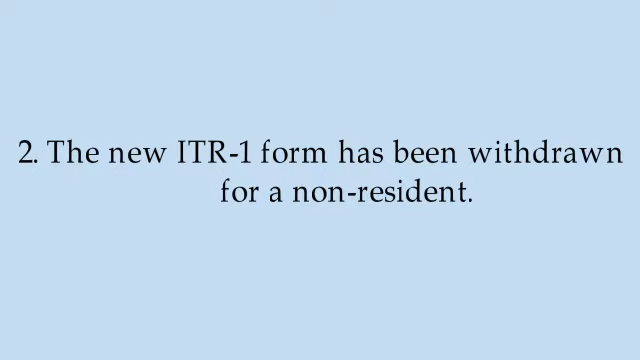 2. The new ITR-1 form has been withdrawn
for a non-resident.